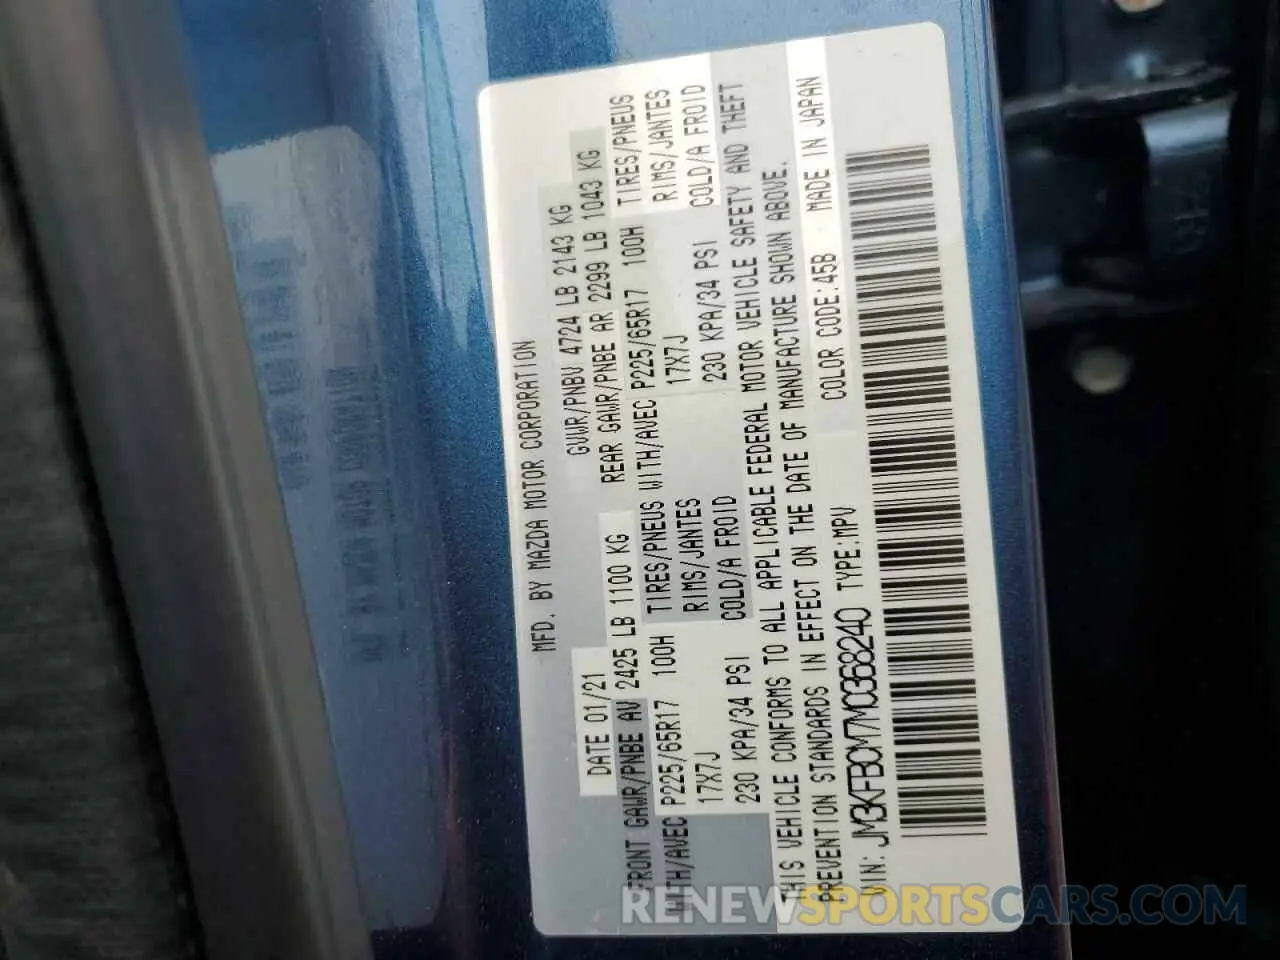 MFD. BY MAZDA MOTOR CORPORATION
DATE 01/21 GVWR/PNBV 4724 LB 2143 KG
FRONT GAWR/PNBE AV 2425 LB 1100 KG REAR GAWR/PNBE AR 2299 LB 1043 KG
WITH/AVEC P225/65R17 100H TIRES/PNEUS WITH/AVEC P225/65R17 100H TIRES/PNEUS
17X7J RIMS/JANTES 17X7J RIMS/JANTES
230 KPA/34 PSI COLD/A FROID 230 KPA/34 PSI COLD/A FROID
THIS VEHICLE CONFORMS TO ALL APPLICABLE FEDERAL MOTOR VEHICLE SAFETY AND THEFT
PREVENTION STANDARDS IN EFFECT ON THE DATE OF MANUFACTURE SHOWN ABOVE.
VIN: JM3KFBCM7M0368240 TYPE:MPV COLOR CODE:45B MADE IN JAPAN
RENEWSPORTSCARS.COM